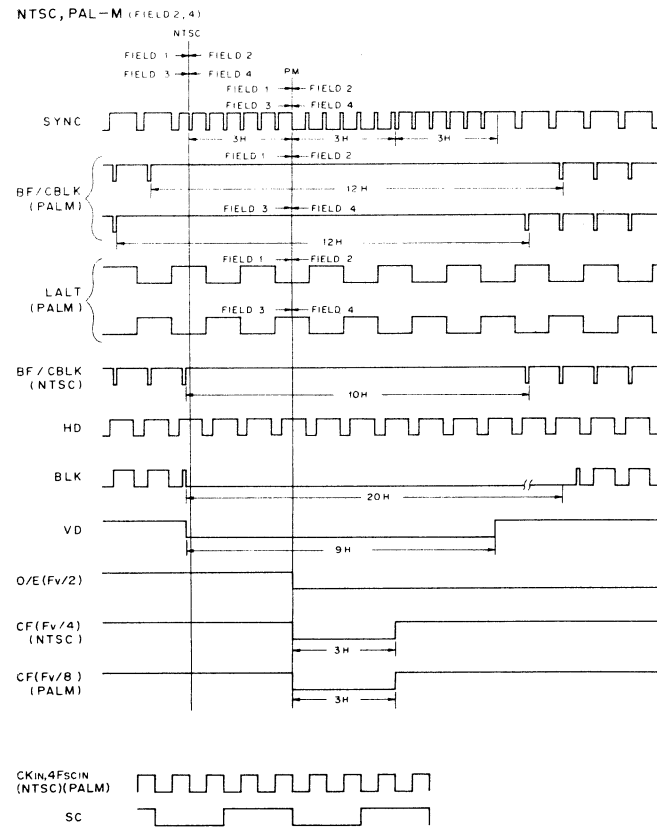 NTSC, PAL-M (FIELD 2, 4)
NTSC
FIELD 1 FIELD 2
FIELD 3 FIELD 4
PM
FIELD 1 FIELD 2
FIELD 3 FIELD 4
SYNC
3H 3H 3H
FIELD 1 FIELD 2
BF/CBLK
(PALM)
12H
FIELD 3 FIELD 4
12H
FIELD 1 FIELD 2
LALT
(PALM)
FIELD 3 FIELD 4
BF/CBLK
(NTSC)
10H
HD
BLK
20H
VD
9H
O/E(Fv/2)
CF(Fv/4)
(NTSC)
3H
CF(Fv/8)
(PALM)
3H
CKIN,4FSCIN
(NTSC)(PALM)
SC